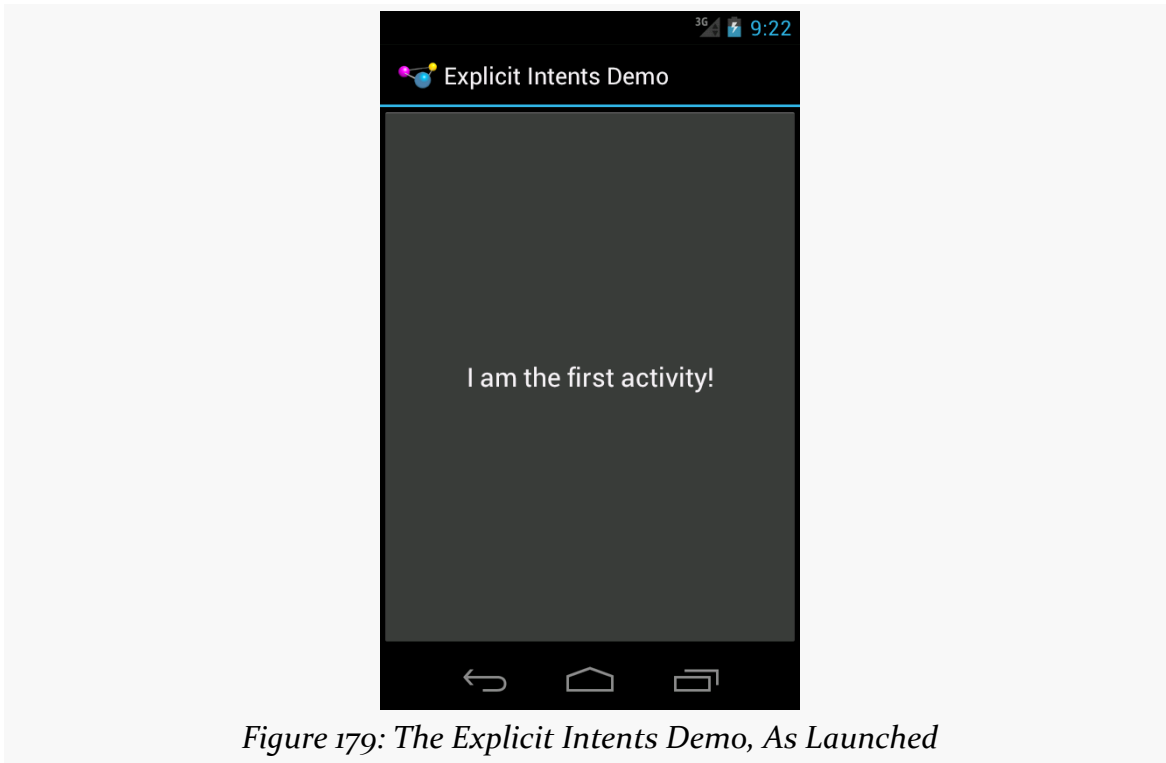 3G 9:22
Explicit Intents Demo
I am the first activity!
Figure 179: The Explicit Intents Demo, As Launched